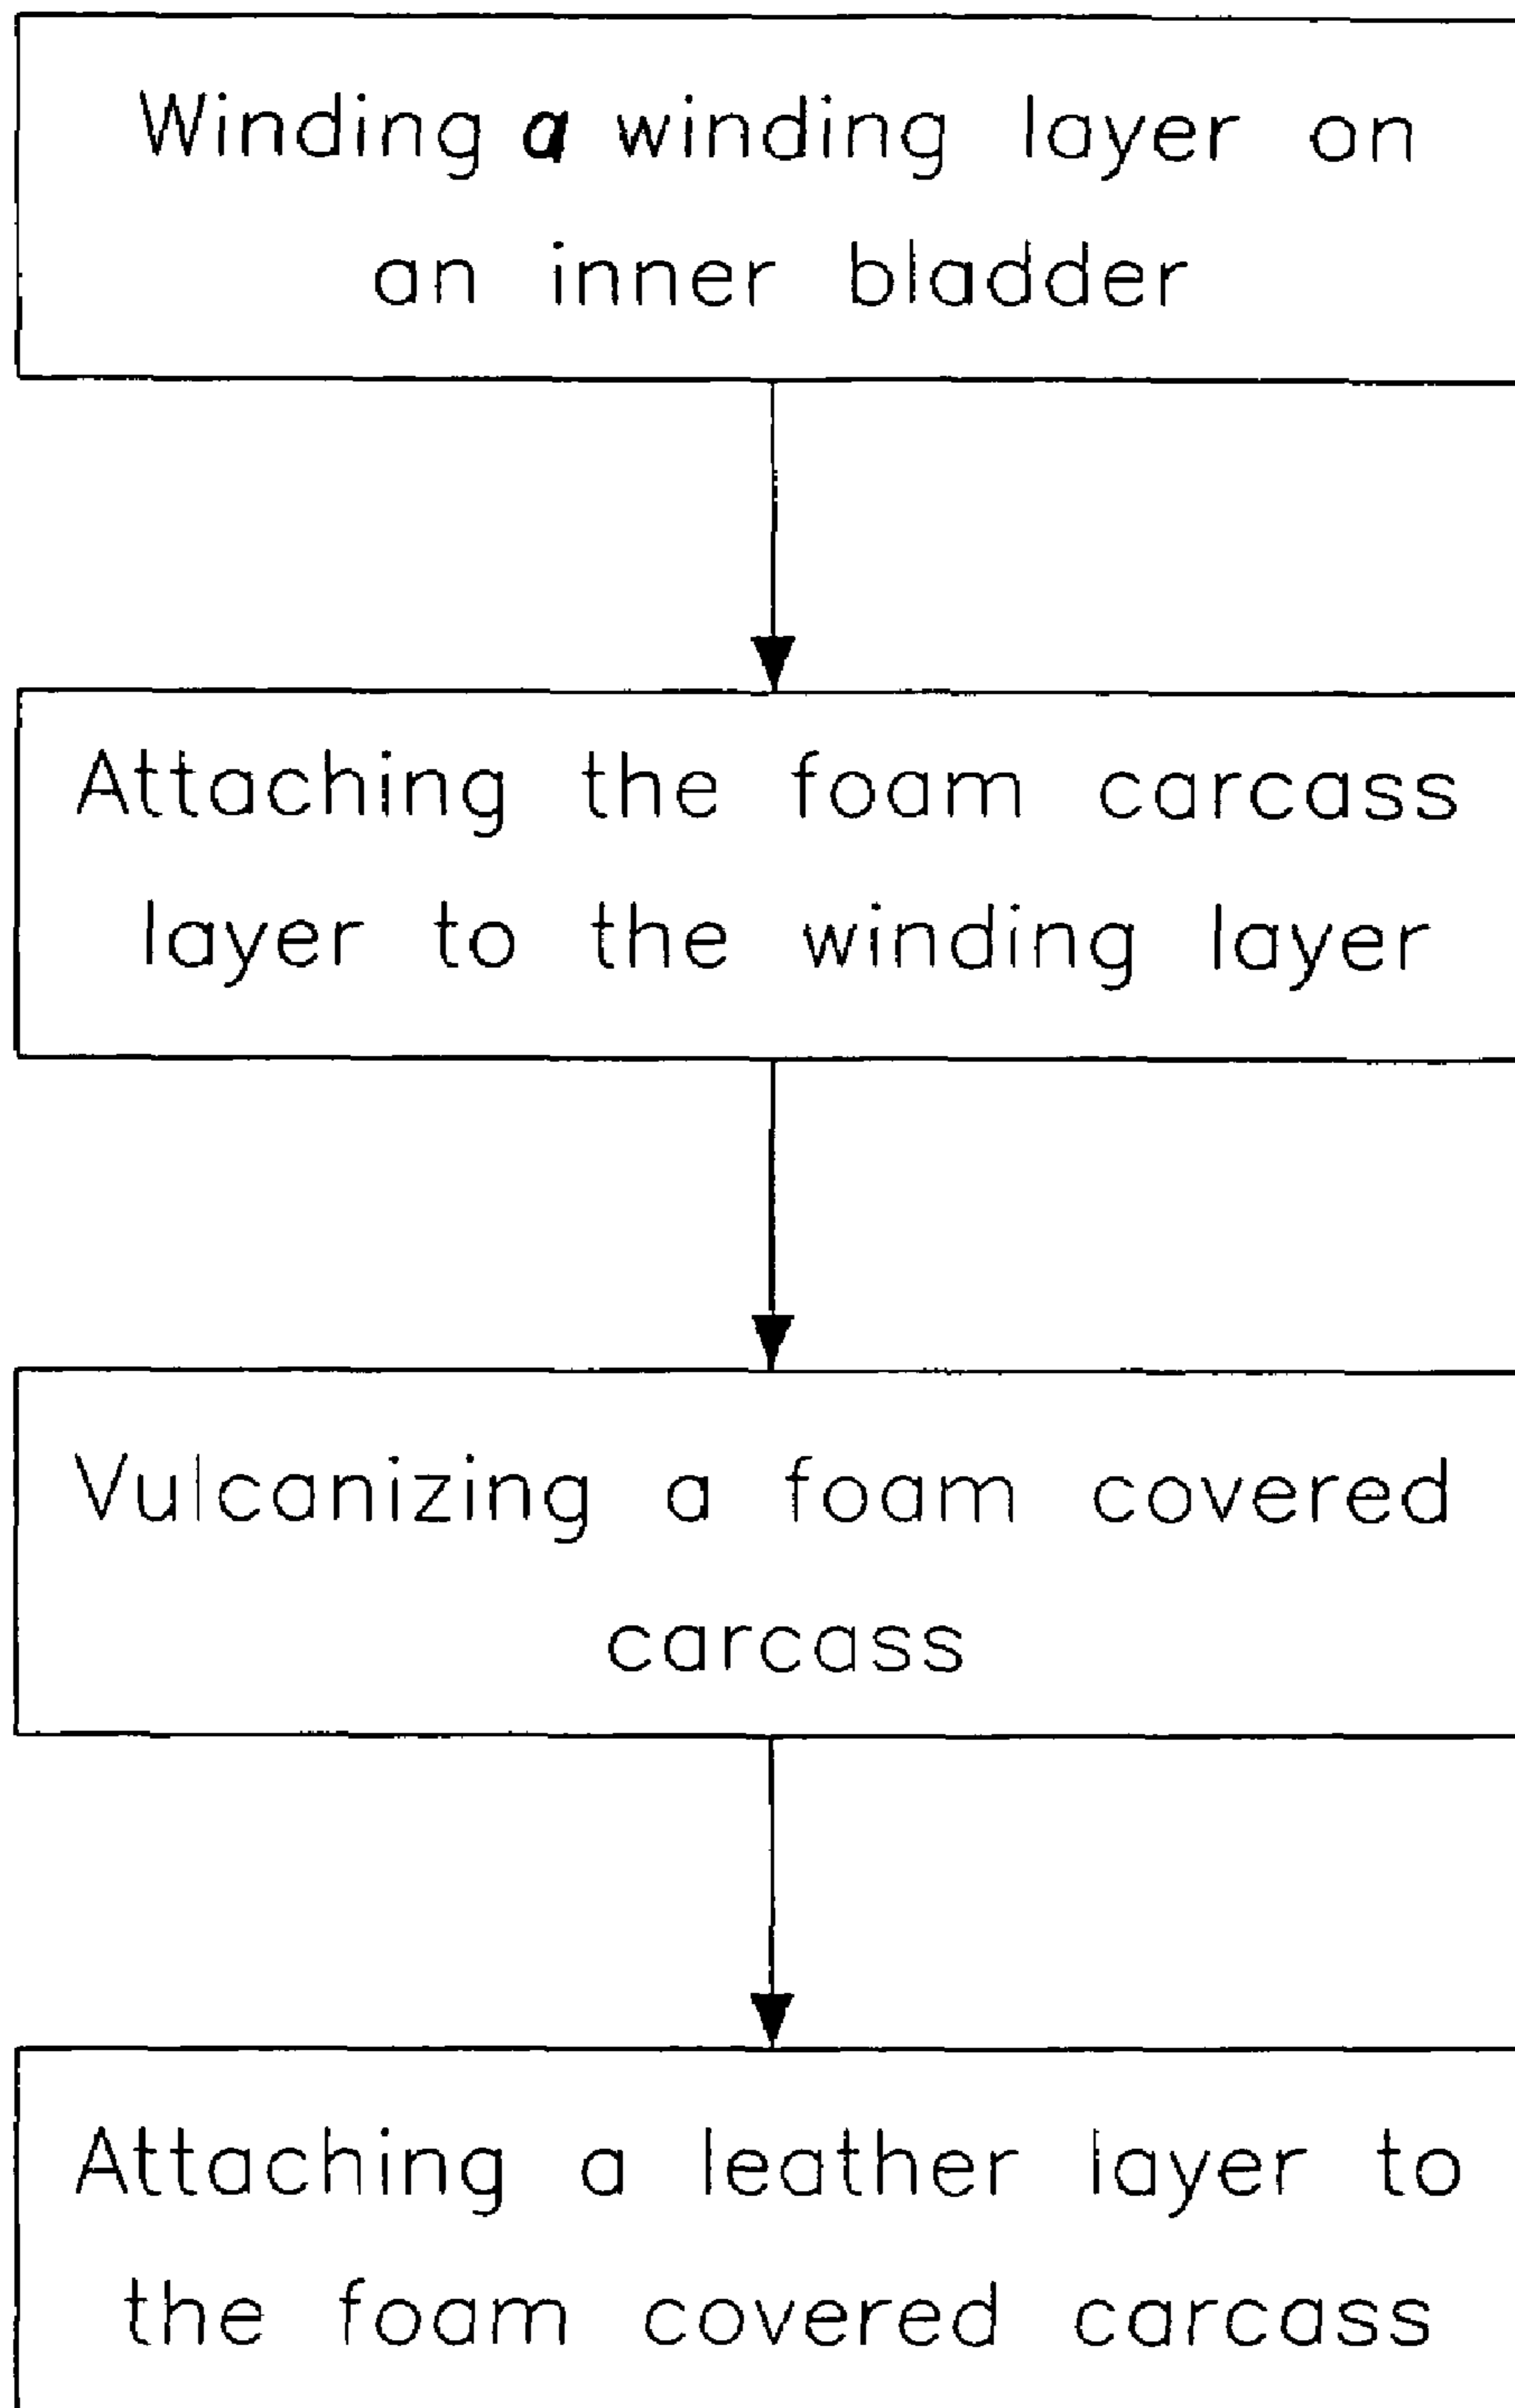 Winding a winding layer on
an inner bladder
Attaching the foam carcass
layer to the winding layer
Vulcanizing a foam covered
carcass
Attaching a leather layer to
the foam covered carcass